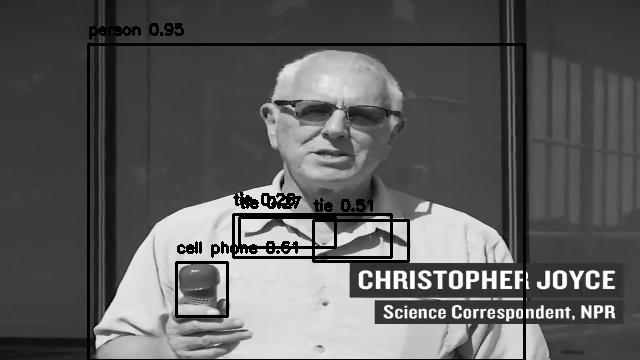 person 0.95
tie 0.51
cell phone 0.61
CHRISTOPHER JOYCE
Science Correspondent, NPR